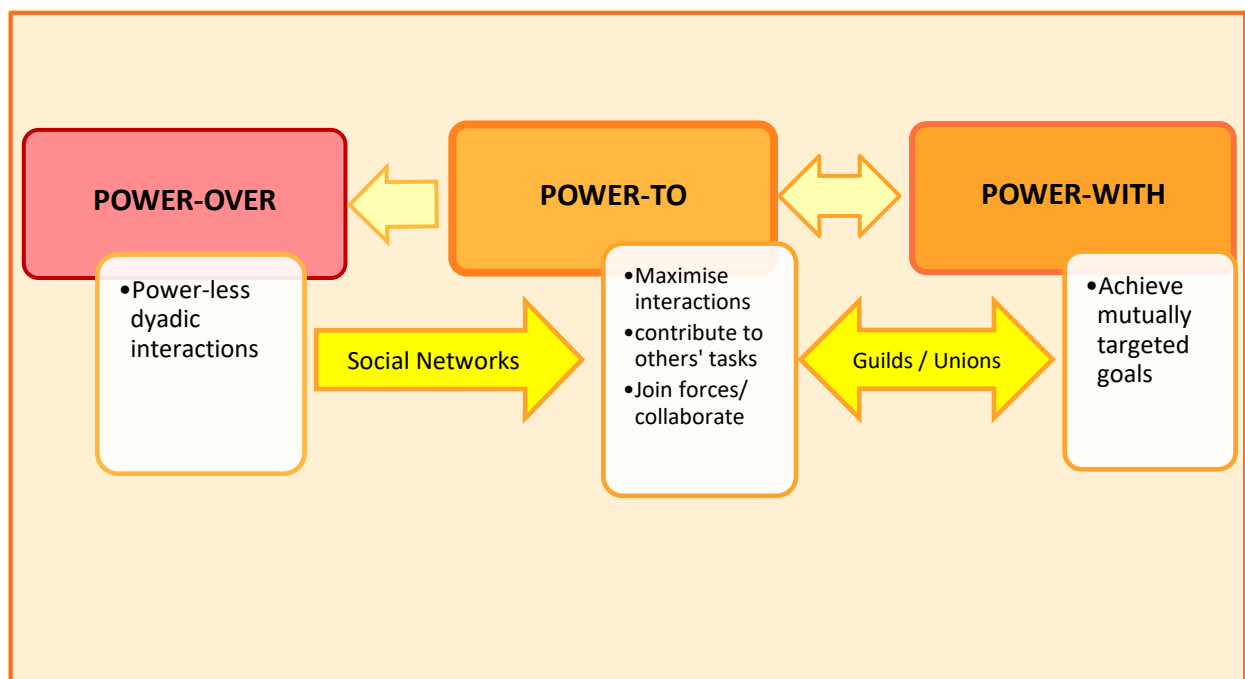 POWER-OVER
•Power-less
dyadic
interactions
Social Networks
POWER-TO
•Maximise
interactions
•contribute to
others' tasks
•Join forces/
collaborate
Guilds / Unions
POWER-WITH
•Achieve
mutually
targeted
goals